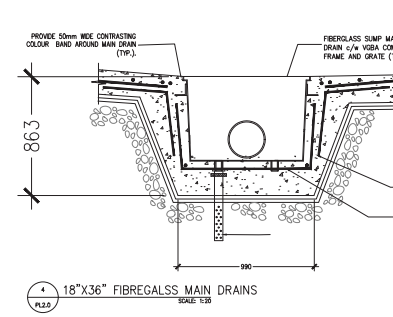 PROVIDE 50mm WIDE CONTRASTING
COLOUR BAND AROUND MAIN DRAIN
(TYP.).
FIBERGLASS SUMP MA
DRAIN c/w VGBA CO
FRAME AND GRATE (
863
990
4
PL2.0
18"X36" FIBREGALSS MAIN DRAINS
SCALE: 1:20